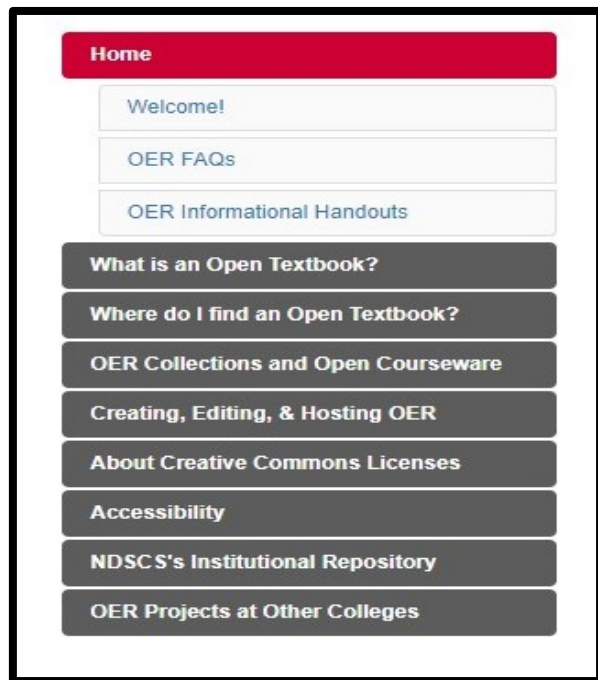 Home
Welcome!
OER FAQs
OER Informational Handouts
What is an Open Textbook?
Where do I find an Open Textbook?
OER Collections and Open Courseware
Creating, Editing, & Hosting OER
About Creative Commons Licenses
Accessibility
NDSCS's Institutional Repository
OER Projects at Other Colleges